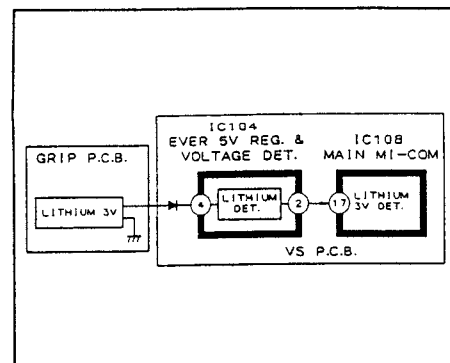 IC104
EVER 5V REG. &
VOLTAGE DET.
IC108
MAIN MI-COM
GRIP P.C.B.
LITHIUM 3V
4
LITHIUM
DET.
2
17
LITHIUM
3V DET.
VS P.C.B.